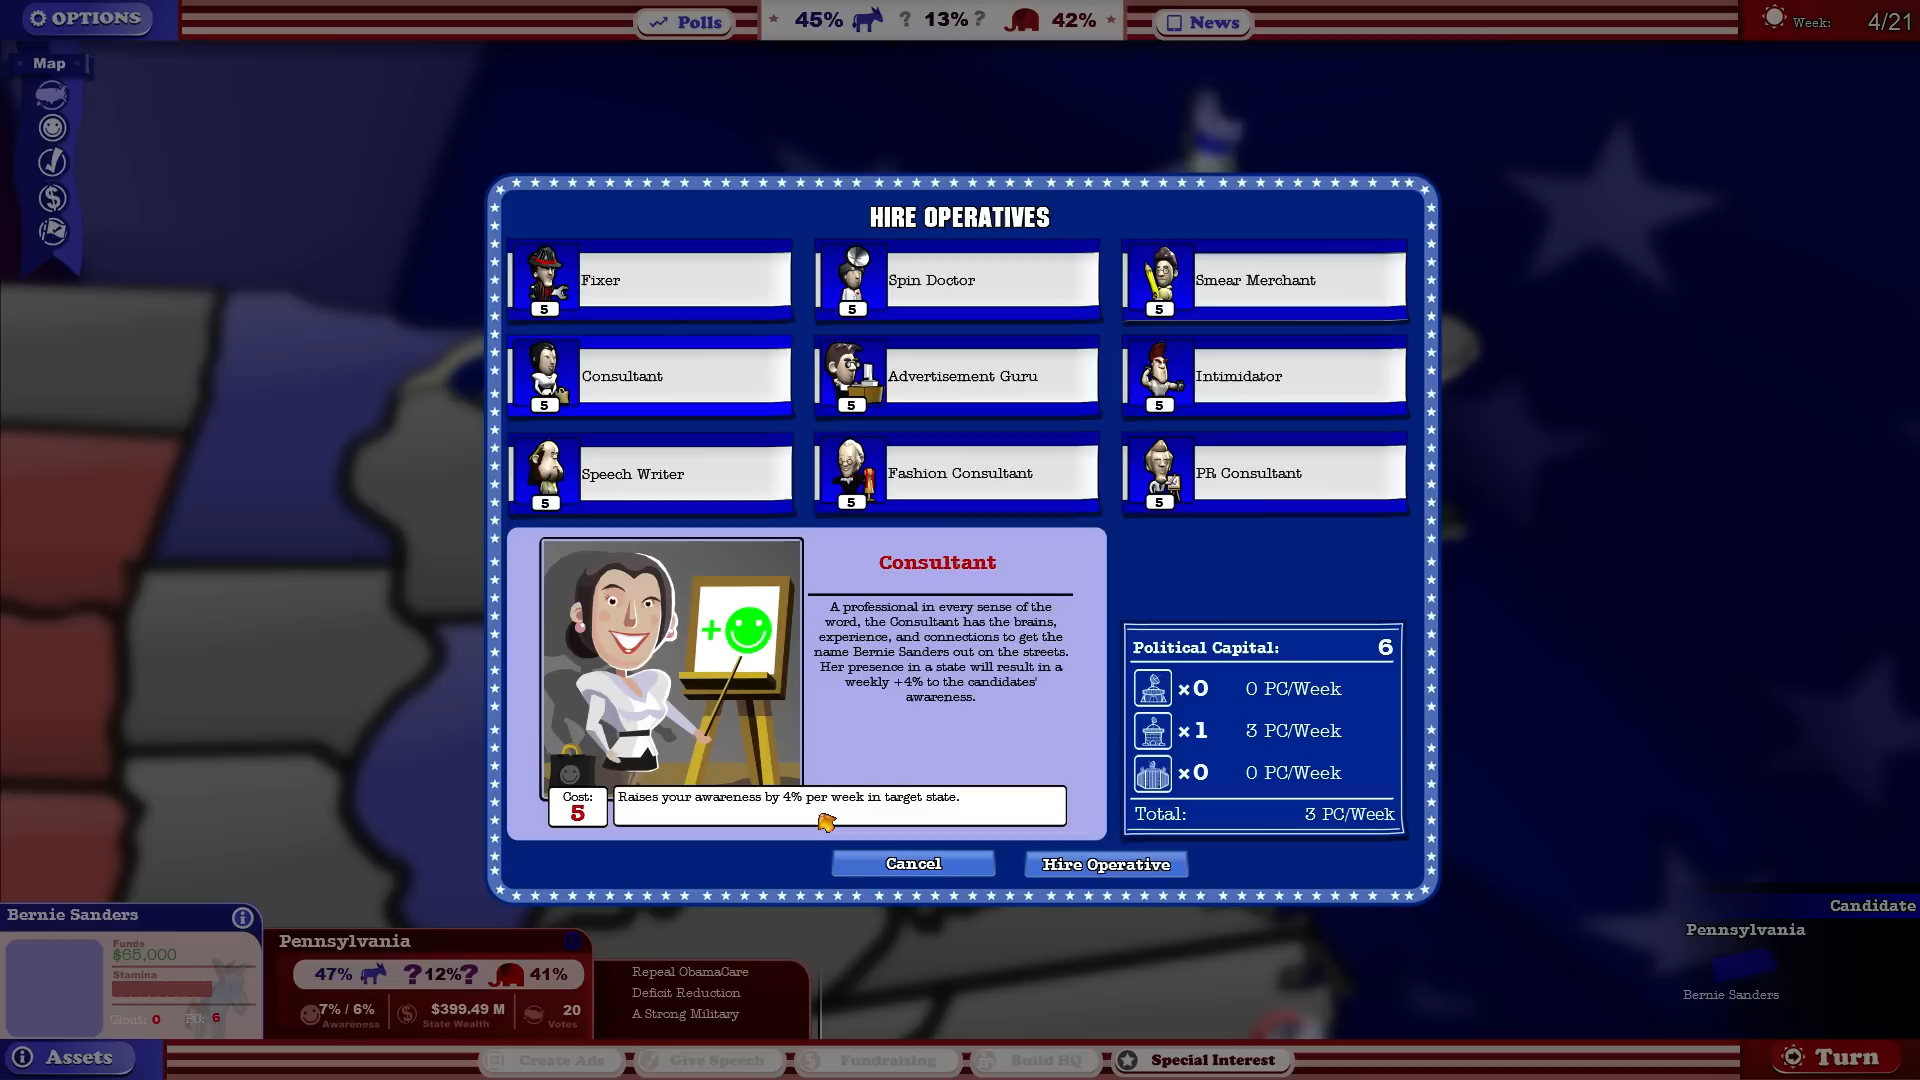 OPTIONS
Polls
45% ? 13% ? 42%
News
Week: 4/21
Map
HIRE OPERATIVES
Fixer
5
Spin Doctor
5
Smear Merchant
5
Consultant
5
Advertisement Guru
5
Intimidator
5
Speech Writer
5
Fashion Consultant
5
PR Consultant
5
Consultant
A professional in every sense of the
word, the Consultant has the brains,
experience, and connections to get the
name Bernie Sanders out on the streets.
Her presence in a state will result in a
weekly +4% to the candidates'
awareness.
Cost:
5
Raises your awareness by 4% per week in target state.
Political Capital: 6
×0 0 PC/Week
×1 3 PC/Week
×0 0 PC/Week
Total: 3 PC/Week
Cancel
Hire Operative
Bernie Sanders
Funds
$65,000
Stamina
Clout: 0 PC: 6
Pennsylvania
47% ?12%? 41%
7% / 6%
Awareness
$399.49 M
State Wealth
20
Votes
Repeal ObamaCare
Deficit Reduction
A Strong Military
Candidate
Pennsylvania
Bernie Sanders
Assets
Create Ads
Give Speech
Fundraising
Build HQ
Special Interest
Turn